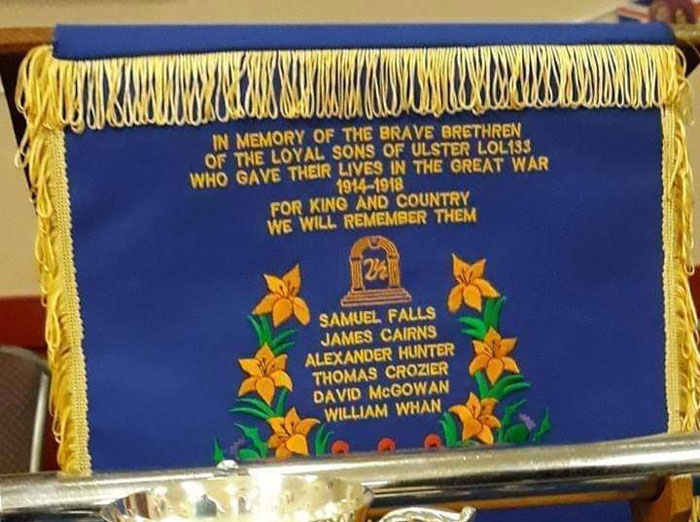 IN MEMORY OF THE BRAVE BRETHREN
OF THE LOYAL SONS OF ULSTER LOL133
WHO GAVE THEIR LIVES IN THE GREAT WAR
1914-1918
FOR KING AND COUNTRY
WE WILL REMEMBER THEM
SAMUEL FALLS
JAMES CAIRNS
ALEXANDER HUNTER
THOMAS CROZIER
DAVID McGOWAN
WILLIAM WHAN